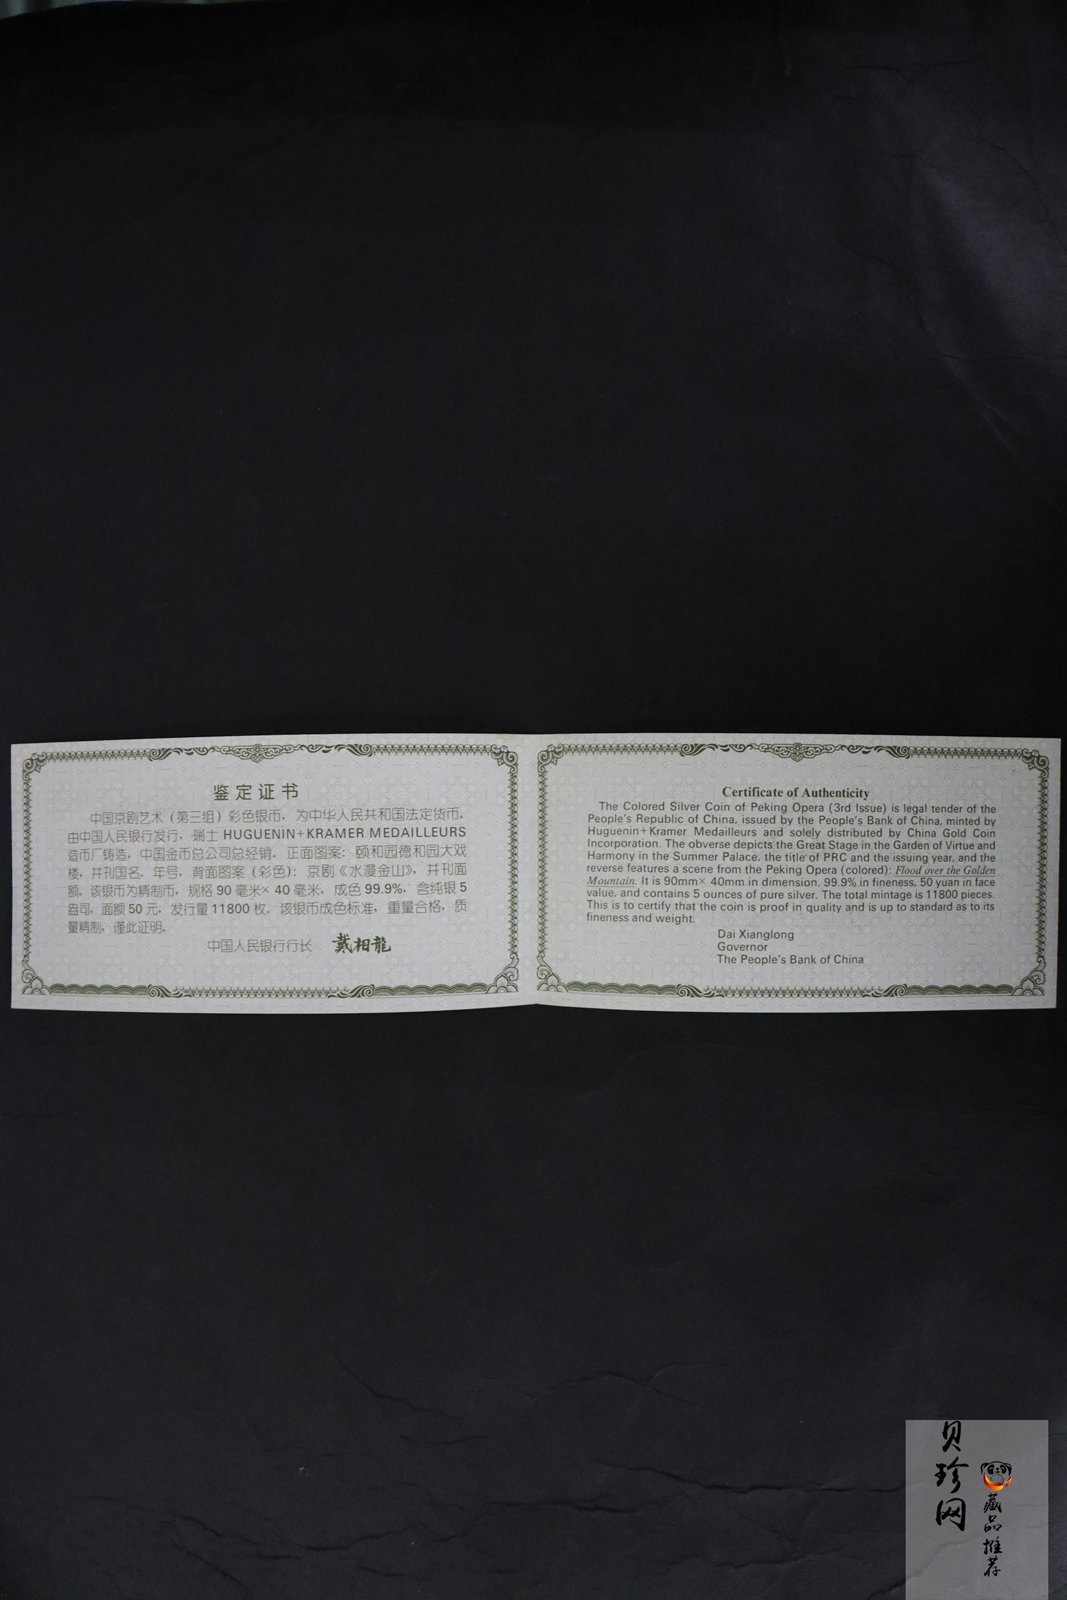 鉴定证书
中国京剧艺术（第三组）彩色银币，为中华人民共和国法定货币。
由中国人民银行发行，瑞士 HUGUENIN+KRAMER MEDAILLEURS
造币厂铸造，中国金币总公司总经销。正面图案：颐和园德和园大戏
楼，并刊国名、年号，背面图案（彩色）：京剧《水漫金山》，并刊面
额。该银币为精制币，规格 90 毫米× 40 毫米，成色 99.9%，含纯银 5
盎司，面额 50 元，发行量 11800 枚。该银币成色标准，重量合格，质
量精制，谨此证明。
中国人民银行行长 戴相龍
Certificate of Authenticity
The Colored Silver Coin of Peking Opera (3rd Issue) is legal tender of the
People's Republic of China, issued by the People's Bank of China, minted by
Huguenin+Kramer Medailleurs and solely distributed by China Gold Coin
Incorporation. The obverse depicts the Great Stage in the Garden of Virtue and
Harmony in the Summer Palace, the title of PRC and the issuing year, and the
reverse features a scene from the Peking Opera (colored): Flood over the Golden
Mountain. It is 90mm× 40mm in dimension, 99.9% in fineness, 50 yuan in face
value, and contains 5 ounces of pure silver. The total mintage is 11800 pieces.
This is to certify that the coin is proof in quality and is up to standard as to its
fineness and weight.
Dai Xianglong
Governor
The People's Bank of China
贝珍网
藏品推荐